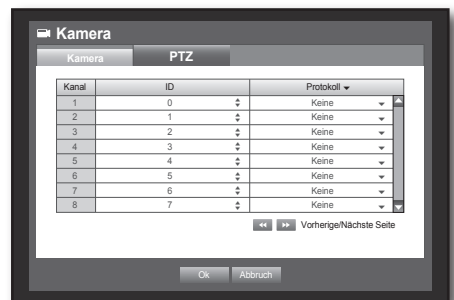 Kamera
Kamera PTZ
Kanal ID Protokoll
1 0 Keine
2 1 Keine
3 2 Keine
4 3 Keine
5 4 Keine
6 5 Keine
7 6 Keine
8 7 Keine
Vorherige/Nächste Seite
Ok Abbruch